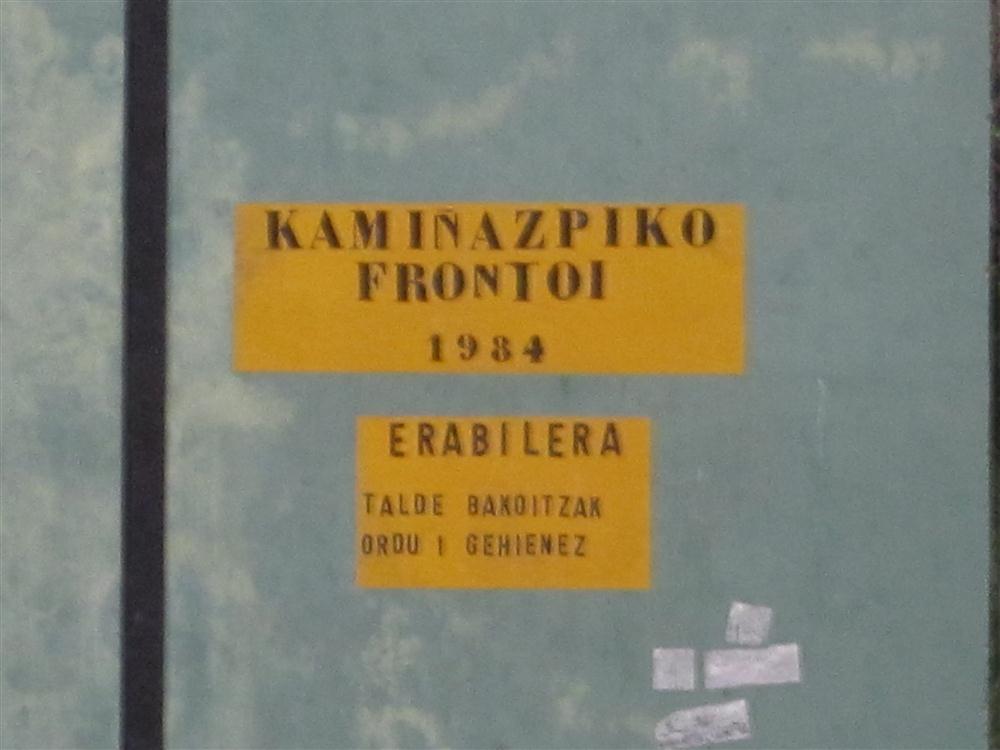 KAMIÑAZPIKO
FRONTOI
1984
ERABILERA
TALDE BAKOITZAK
ORDU 1 GEHIENEZ